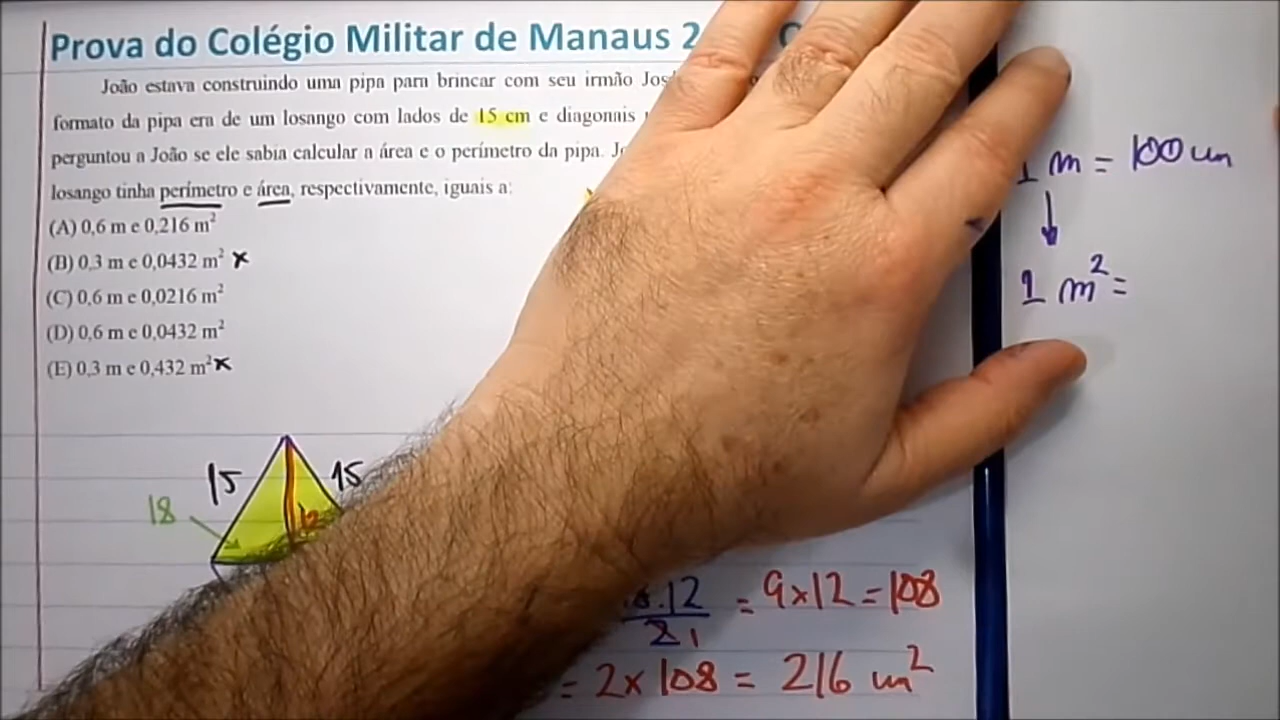 Prova do Colégio Militar de Manaus 2
João estava construindo uma pipa para brincar com seu irmão
formato da pipa era de um losango com lados de 15 cm e diagonais
perguntou a João se ele sabia calcular a área e o perímetro da pipa.
losango tinha perímetro e área, respectivamente, iguais a:
(A) 0,6 m e 0,216 m²
(B) 0,3 m e 0,0432 m² x
(C) 0,6 m e 0,0216 m²
(D) 0,6 m e 0,0432 m²
(E) 0,3 m e 0,432 m² x
1 m = 100 cm
1 m² =
15 15
18
12
.12 / 2 1 = 9x12 = 108
= 2x108 = 216 cm²